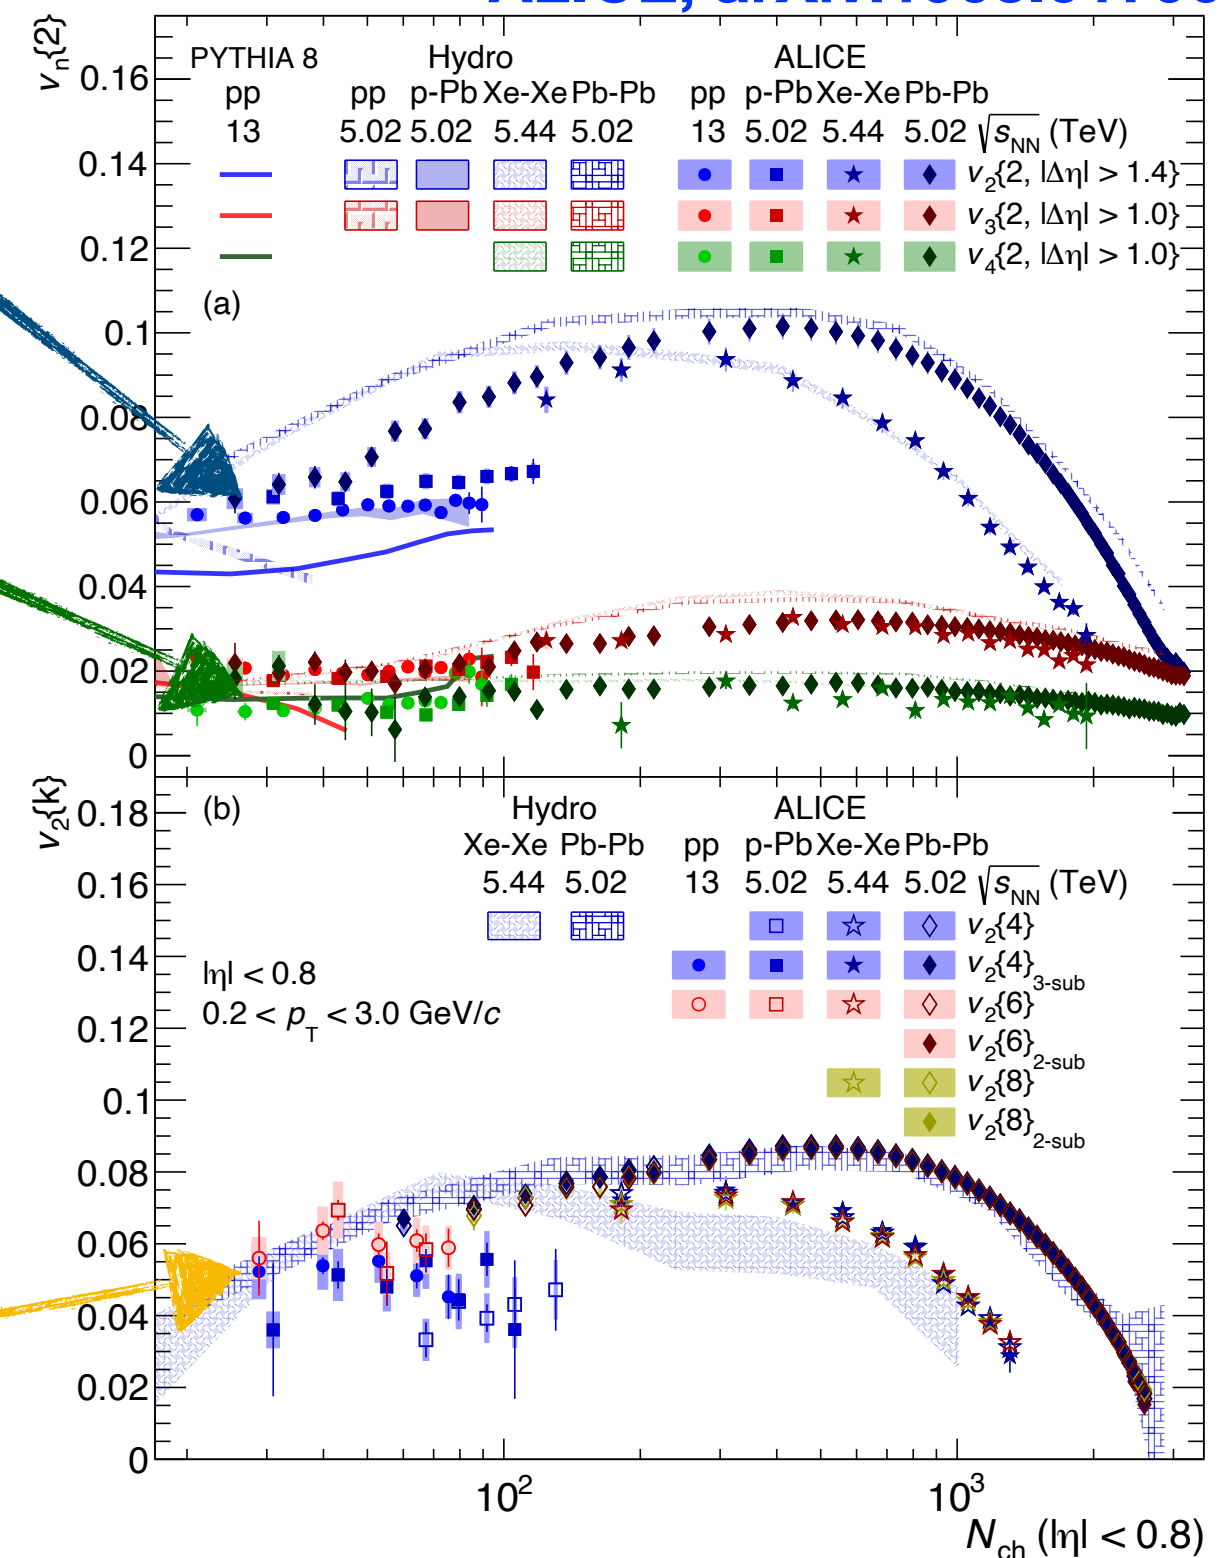 PYTHIA 8 Hydro ALICE
pp pp p-Pb Xe-Xe Pb-Pb pp p-Pb Xe-Xe Pb-Pb
13 5.02 5.02 5.44 5.02 13 5.02 5.44 5.02 √sNN (TeV)
v2{2, |Δη| > 1.4}
v3{2, |Δη| > 1.0}
v4{2, |Δη| > 1.0}
(a)
vn{2}
0.16
0.14
0.12
0.1
0.08
0.06
0.04
0.02
0
(b) Hydro ALICE
Xe-Xe Pb-Pb pp p-Pb Xe-Xe Pb-Pb
5.44 5.02 13 5.02 5.44 5.02 √sNN (TeV)
v2{4}
v2{4}3-sub
v2{6}
v2{6}2-sub
v2{8}
v2{8}2-sub
|η| < 0.8
0.2 < pT < 3.0 GeV/c
v2{k}
0.18
0.16
0.14
0.12
0.1
0.08
0.06
0.04
0.02
0
10² 10³
Nch (|η| < 0.8)